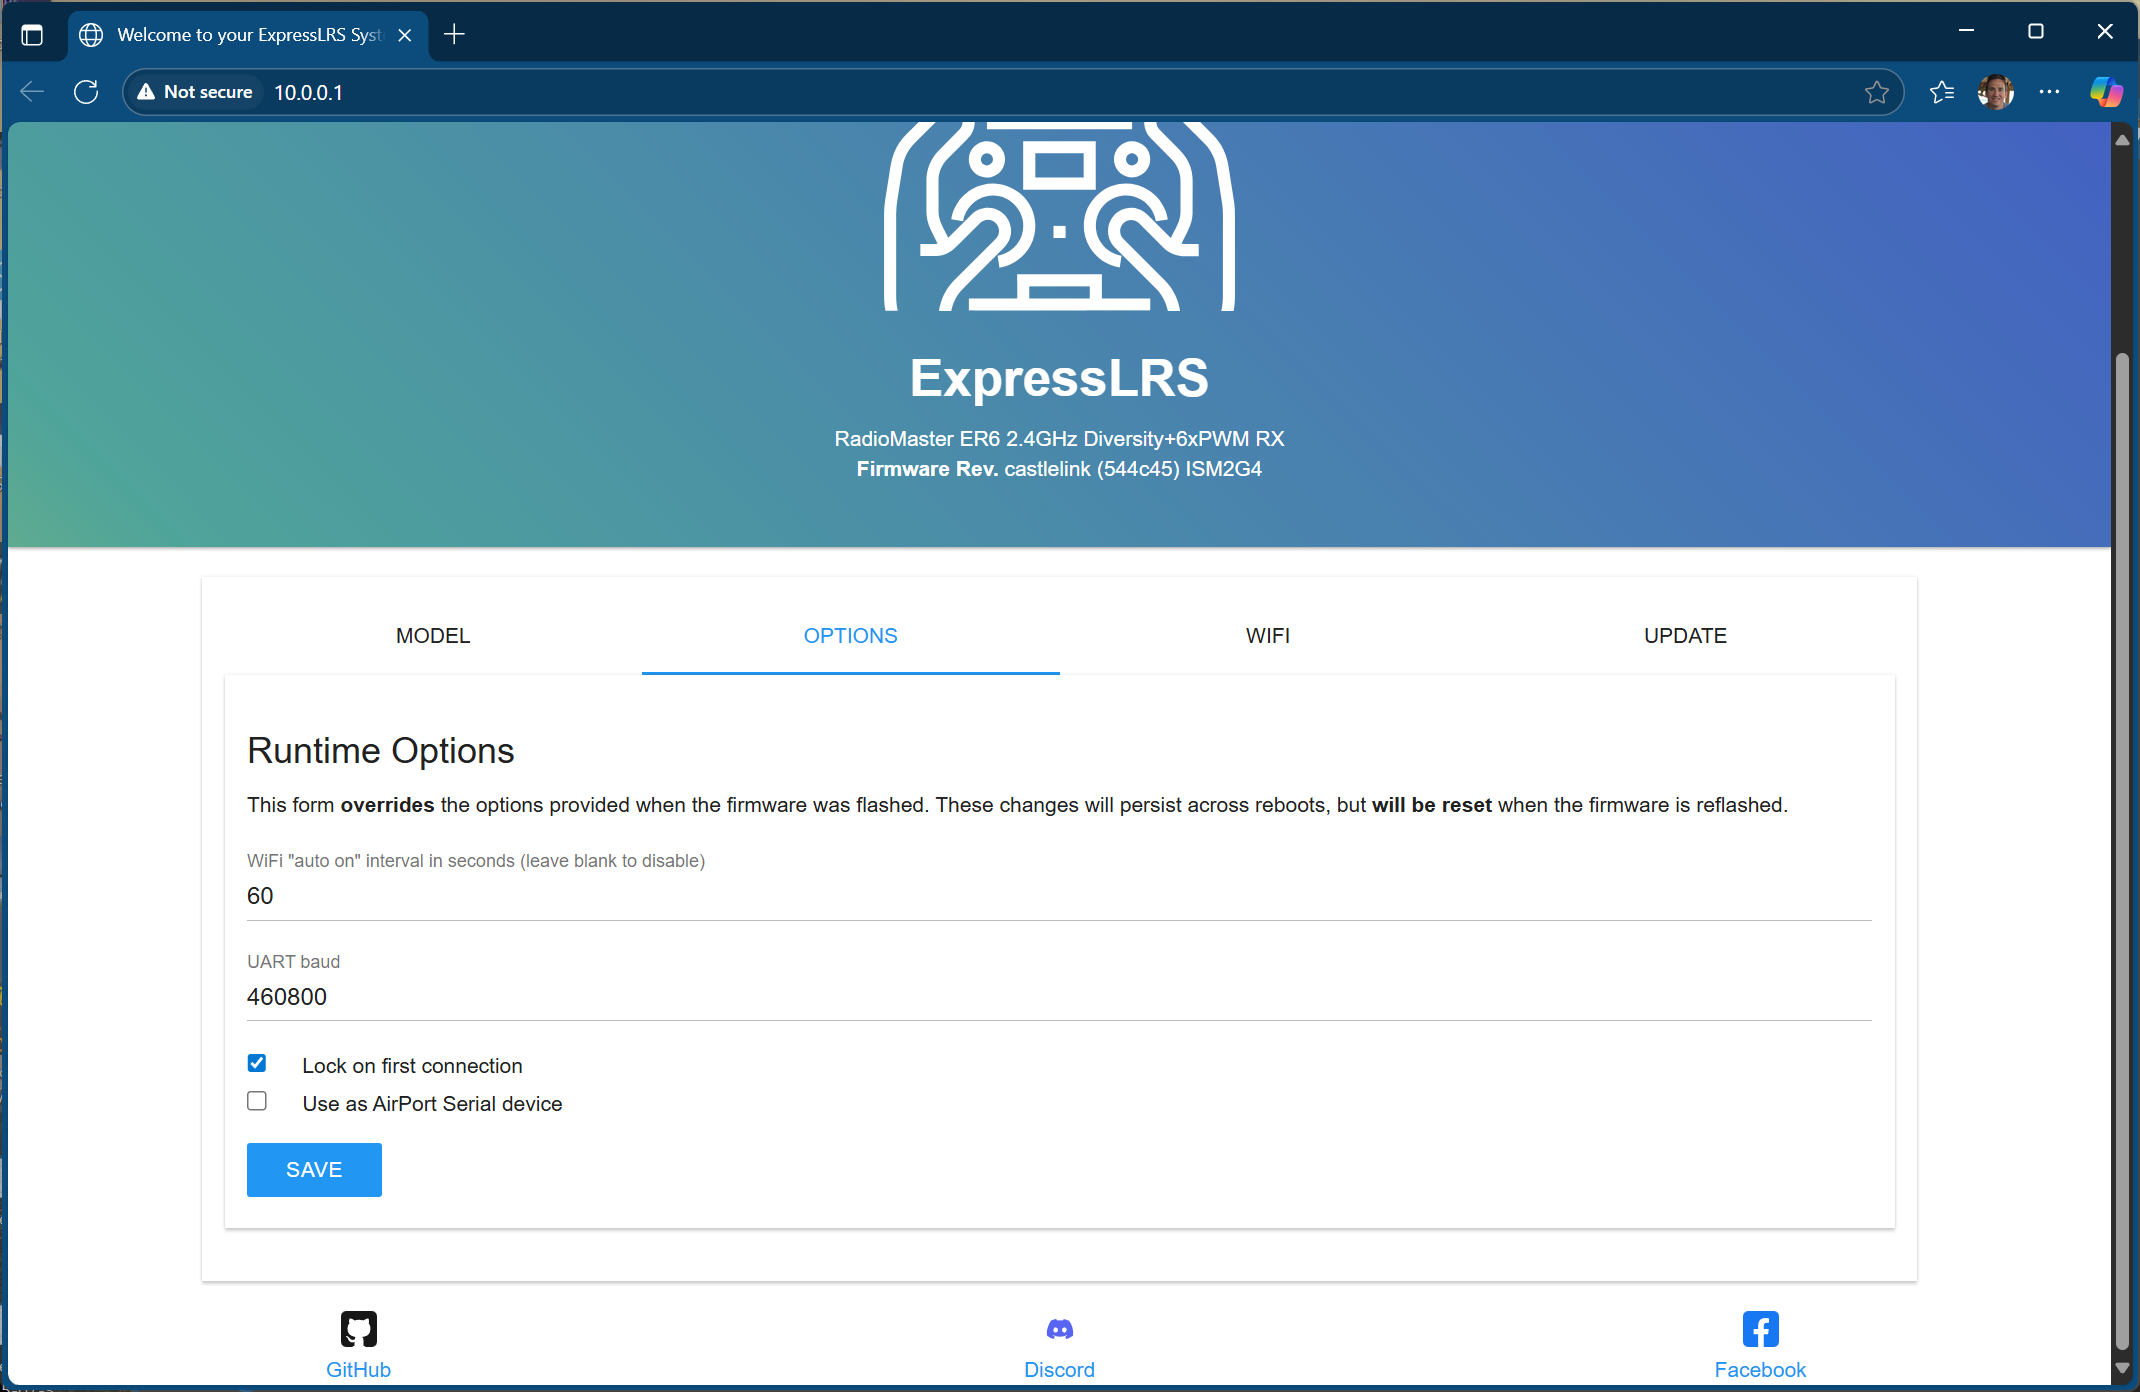 Welcome to your ExpressLRS Syst
Not secure
10.0.0.1
ExpressLRS
RadioMaster ER6 2.4GHz Diversity+6xPWM RX
Firmware Rev. castlelink (544c45) ISM2G4
MODEL
OPTIONS
WIFI
UPDATE
Runtime Options
This form overrides the options provided when the firmware was flashed. These changes will persist across reboots, but will be reset when the firmware is reflashed.
WiFi "auto on" interval in seconds (leave blank to disable)
60
UART baud
460800
Lock on first connection
Use as AirPort Serial device
SAVE
GitHub
Discord
Facebook